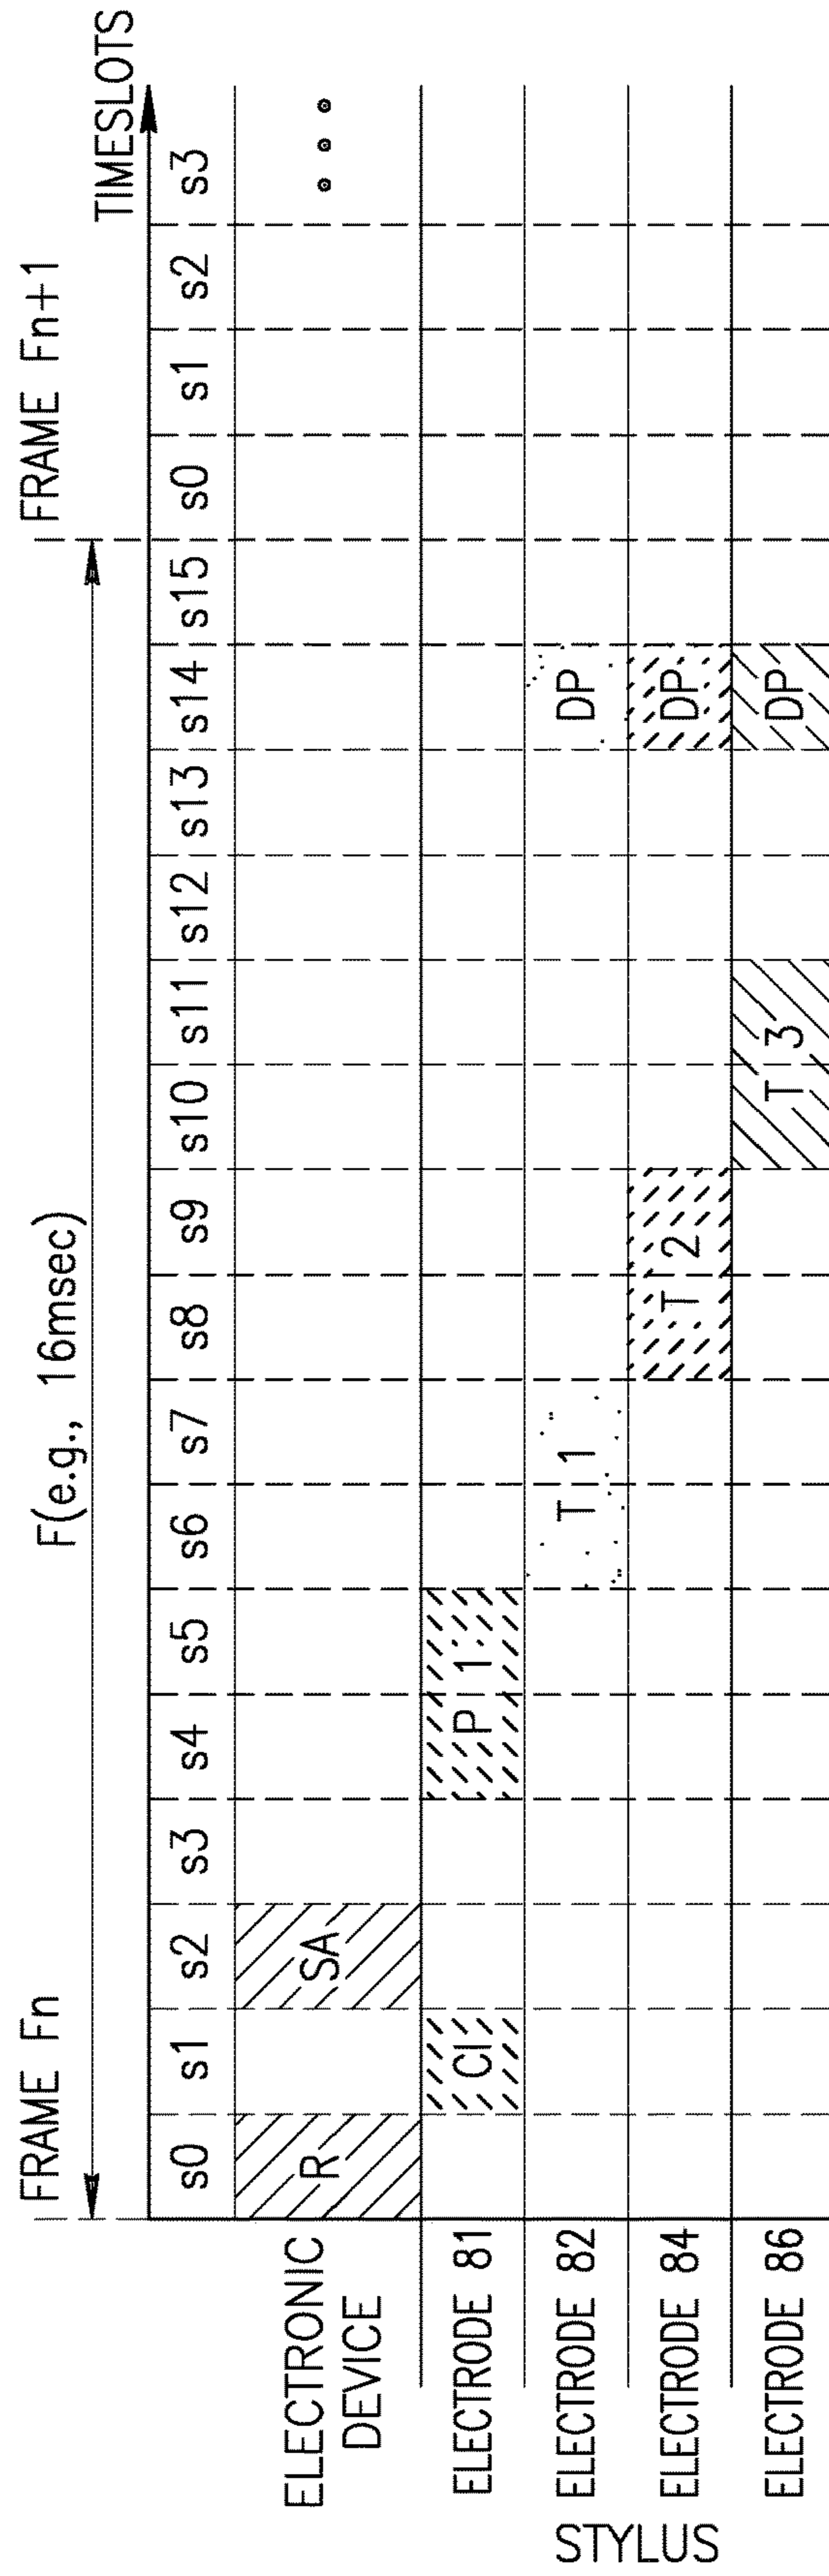 FRAME Fn
FRAME Fn+1
F(e.g., 16msec)
TIMESLOTS
s0 s1 s2 s3 s4 s5 s6 s7 s8 s9 s10 s11 s12 s13 s14 s15 s0 s1 s2 s3
ELECTRONIC
DEVICE
R SA
ELECTRODE 81 CI P 1
ELECTRODE 82 T 1 DP
ELECTRODE 84 T 2 DP
ELECTRODE 86 T 3 DP
STYLUS